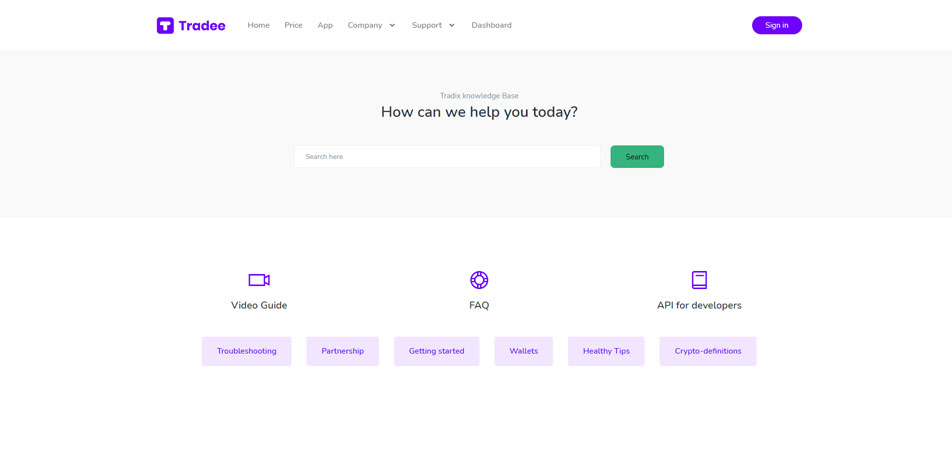 Tradee
Home Price App Company Support Dashboard
Sign in
Tradix knowledge Base
How can we help you today?
Search here
Search
Video Guide
FAQ
API for developers
Troubleshooting
Partnership
Getting started
Wallets
Healthy Tips
Crypto-definitions